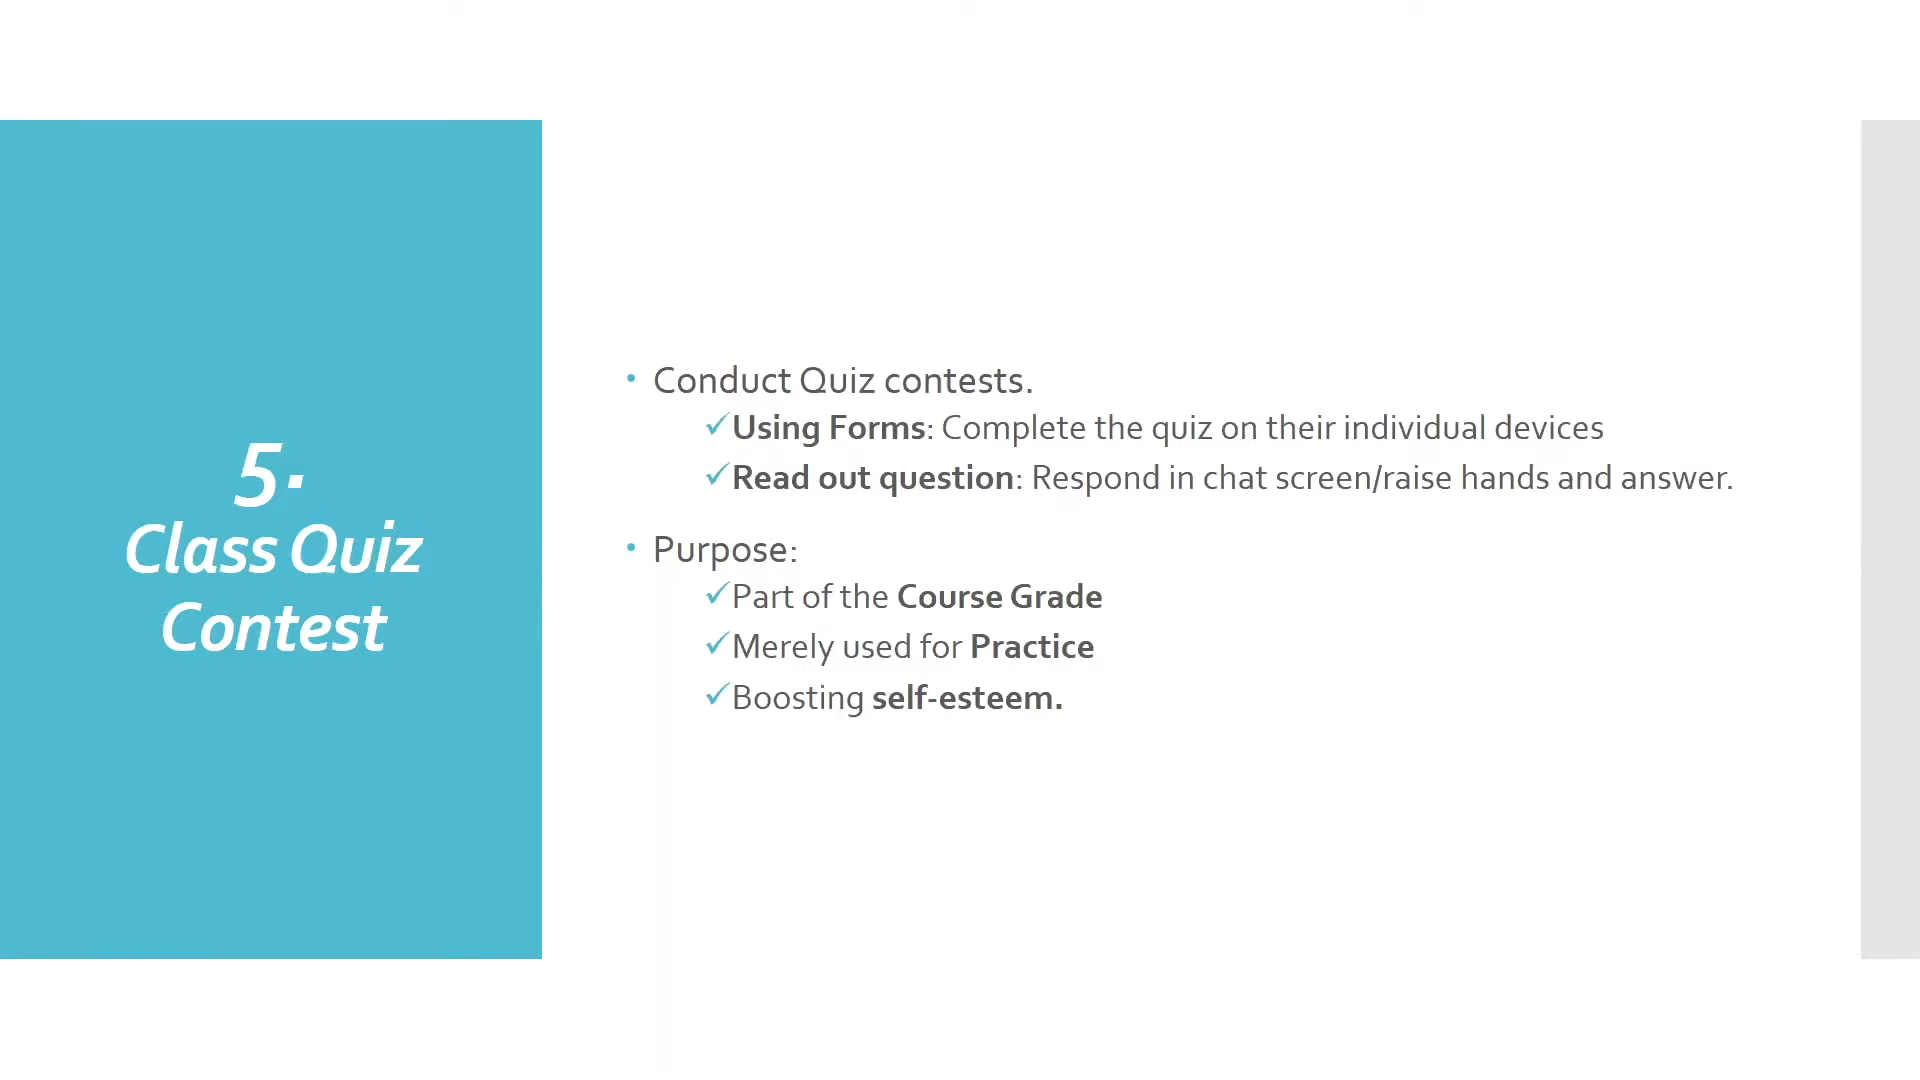 5.
Class Quiz
Contest
• Conduct Quiz contests.
✓Using Forms: Complete the quiz on their individual devices
✓Read out question: Respond in chat screen/raise hands and answer.
• Purpose:
✓Part of the Course Grade
✓Merely used for Practice
✓Boosting self-esteem.